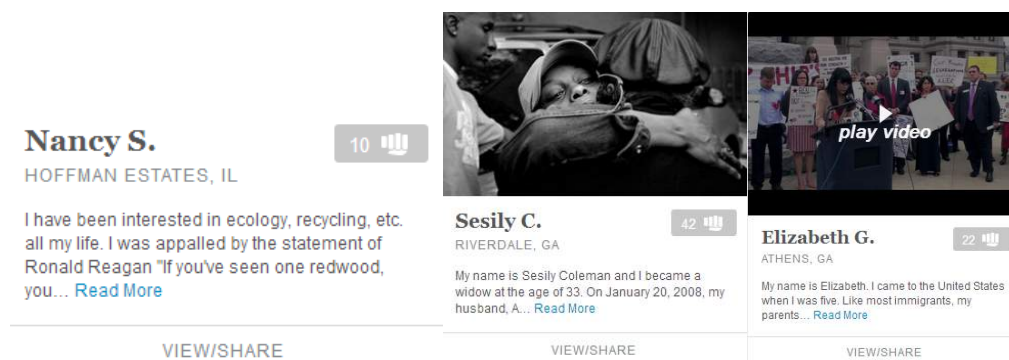 Nancy S.
10
HOFFMAN ESTATES, IL
I have been interested in ecology, recycling, etc.
all my life. I was appalled by the statement of
Ronald Reagan "If you've seen one redwood,
you... Read More
VIEW/SHARE
Sesily C.
42
RIVERDALE, GA
My name is Sesily Coleman and I became a
widow at the age of 33. On January 20, 2008, my
husband, A... Read More
VIEW/SHARE
play video
Elizabeth G.
22
ATHENS, GA
My name is Elizabeth. I came to the United States
when I was five. Like most immigrants, my
parents... Read More
VIEW/SHARE